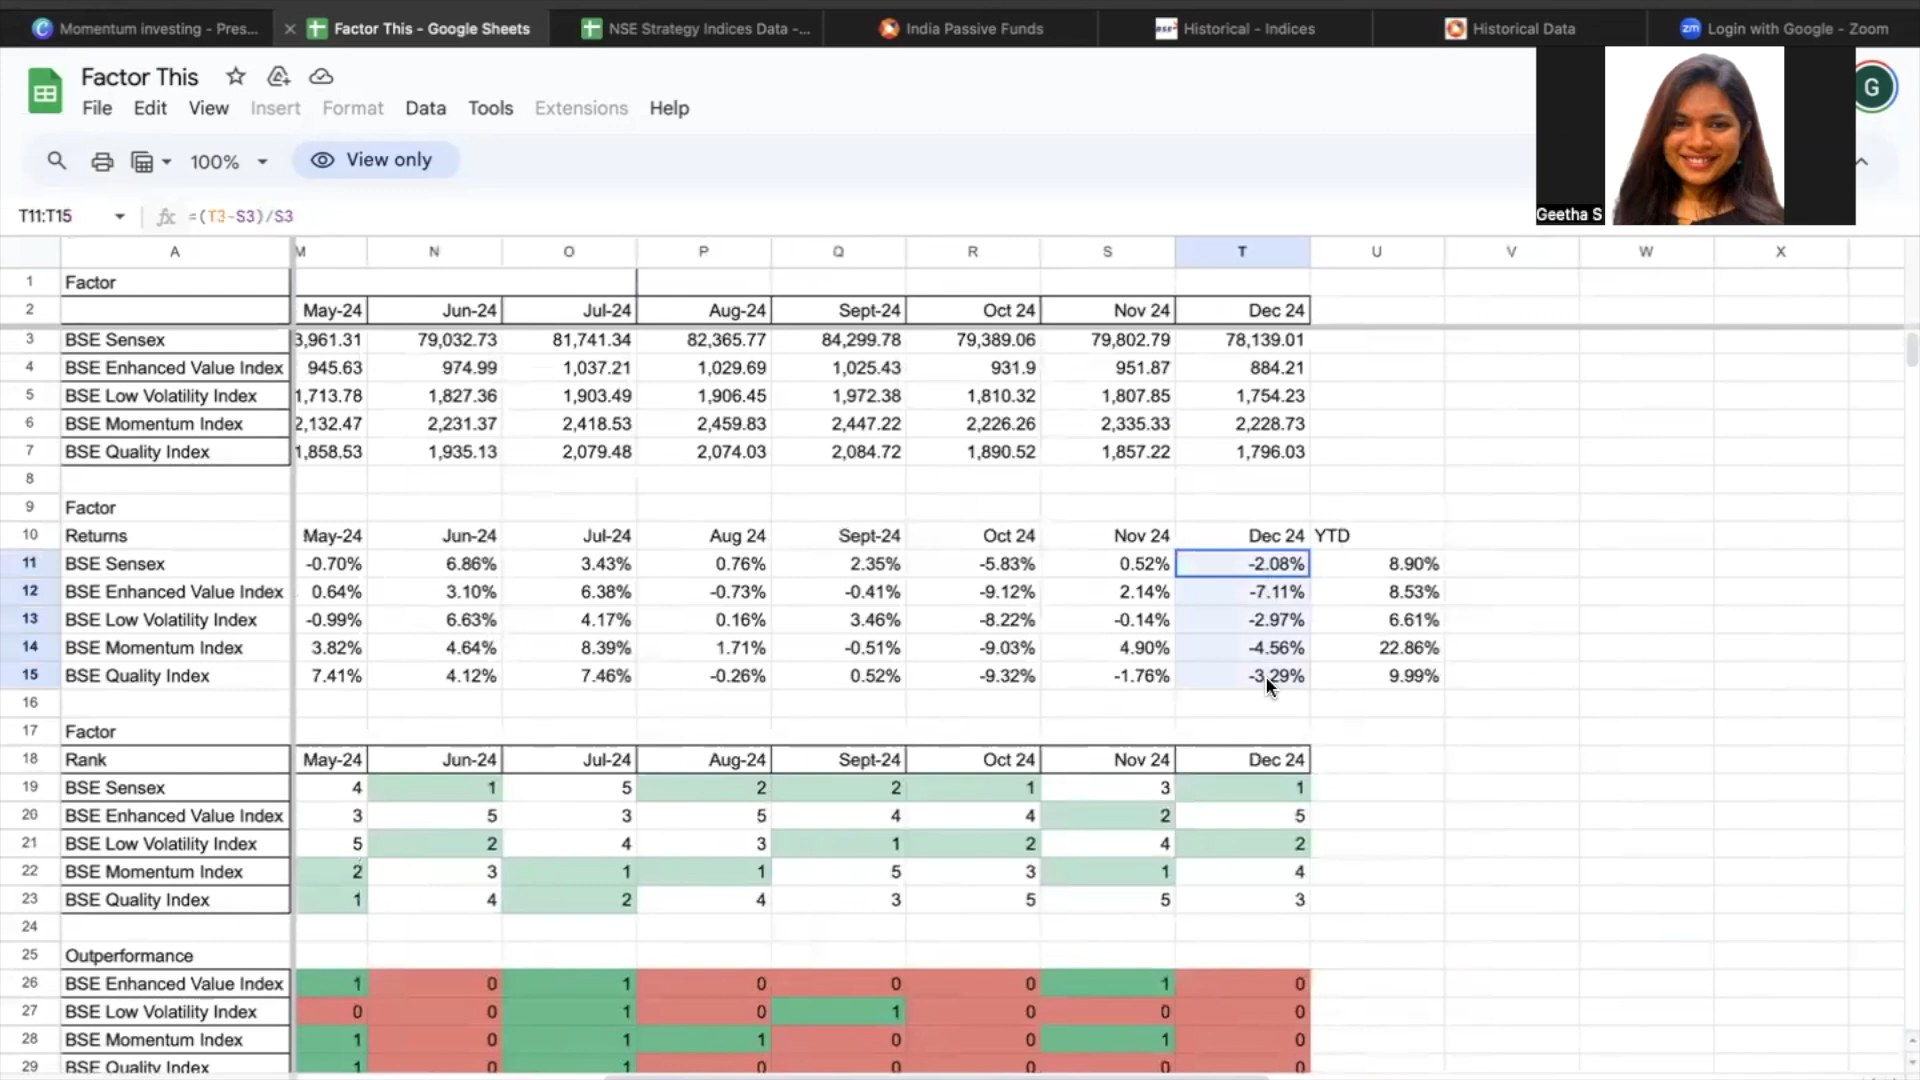 Momentum investing - Pres...
Factor This - Google Sheets
NSE Strategy Indices Data -...
India Passive Funds
Historical - Indices
Historical Data
zm Login with Google - Zoom
Factor This
G
File Edit View Insert Format Data Tools Extensions Help
100% View only
Geetha S
T11:T15 fx =(T3-S3)/S3
A M N O P Q R S T U V W X
1 Factor
2 May-24 Jun-24 Jul-24 Aug-24 Sept-24 Oct 24 Nov 24 Dec 24
3 BSE Sensex 3,961.31 79,032.73 81,741.34 82,365.77 84,299.78 79,389.06 79,802.79 78,139.01
4 BSE Enhanced Value Index 945.63 974.99 1,037.21 1,029.69 1,025.43 931.9 951.87 884.21
5 BSE Low Volatility Index 1,713.78 1,827.36 1,903.49 1,906.45 1,972.38 1,810.32 1,807.85 1,754.23
6 BSE Momentum Index 2,132.47 2,231.37 2,418.53 2,459.83 2,447.22 2,226.26 2,335.33 2,228.73
7 BSE Quality Index 1,858.53 1,935.13 2,079.48 2,074.03 2,084.72 1,890.52 1,857.22 1,796.03
8
9 Factor
10 Returns May-24 Jun-24 Jul-24 Aug 24 Sept-24 Oct 24 Nov 24 Dec 24 YTD
11 BSE Sensex -0.70% 6.86% 3.43% 0.76% 2.35% -5.83% 0.52% -2.08% 8.90%
12 BSE Enhanced Value Index 0.64% 3.10% 6.38% -0.73% -0.41% -9.12% 2.14% -7.11% 8.53%
13 BSE Low Volatility Index -0.99% 6.63% 4.17% 0.16% 3.46% -8.22% -0.14% -2.97% 6.61%
14 BSE Momentum Index 3.82% 4.64% 8.39% 1.71% -0.51% -9.03% 4.90% -4.56% 22.86%
15 BSE Quality Index 7.41% 4.12% 7.46% -0.26% 0.52% -9.32% -1.76% -3.29% 9.99%
16
17 Factor
18 Rank May-24 Jun-24 Jul-24 Aug-24 Sept-24 Oct 24 Nov 24 Dec 24
19 BSE Sensex 4 1 5 2 2 1 3 1
20 BSE Enhanced Value Index 3 5 3 5 4 4 2 5
21 BSE Low Volatility Index 5 2 4 3 1 2 4 2
22 BSE Momentum Index 2 3 1 1 5 3 1 4
23 BSE Quality Index 1 4 2 4 3 5 5 3
24
25 Outperformance
26 BSE Enhanced Value Index 1 0 1 0 0 0 1 0
27 BSE Low Volatility Index 0 0 1 0 1 0 0 0
28 BSE Momentum Index 1 0 1 1 0 0 1 0
29 BSE Quality Index 1 0 1 0 0 0 0 0